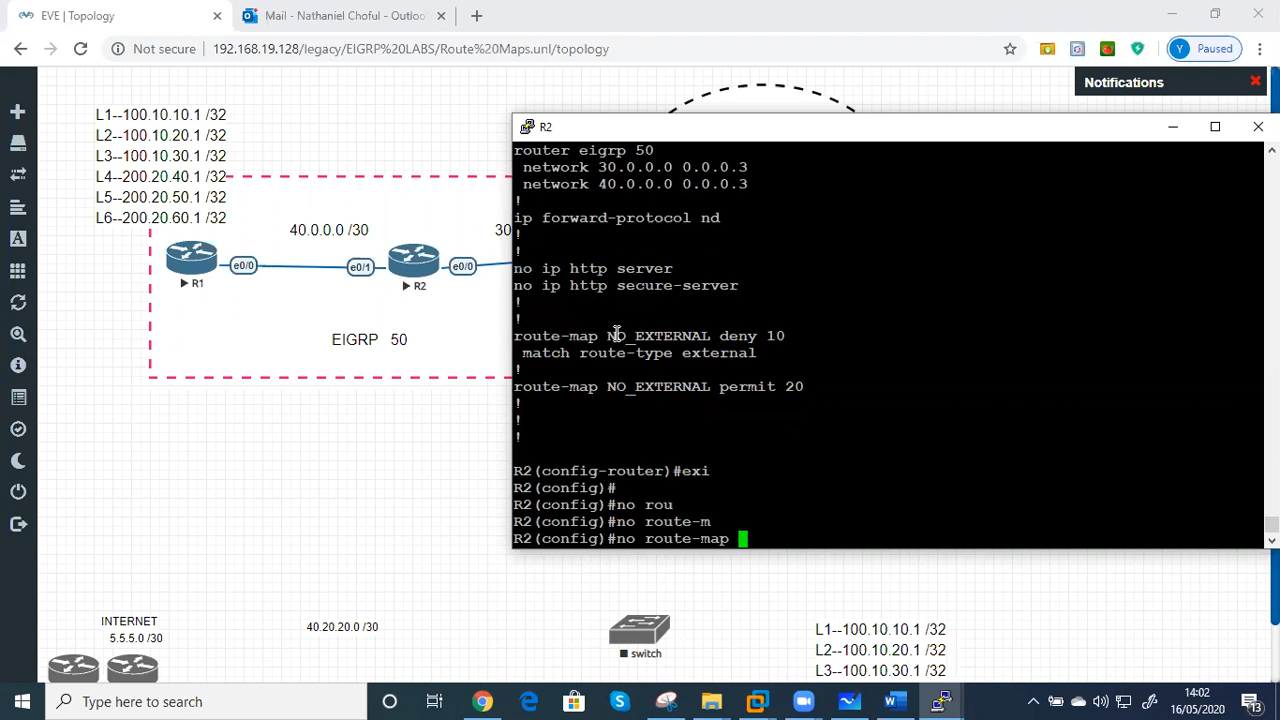 EVE | Topology
Mail - Nathaniel Choful - Outloo
Not secure
192.168.19.128/legacy/EIGRP%20LABS/Route%20Maps.unl/topology
Y
Paused
Notifications
L1--100.10.10.1 /32
L2--100.10.20.1 /32
L3--100.10.30.1 /32
L4--200.20.40.1 /32
L5--200.20.50.1 /32
L6--200.20.60.1 /32
40.0.0.0 /30
30
e0/0
e0/1
e0/0
R1
R2
EIGRP 50
R2
router eigrp 50
network 30.0.0.0 0.0.0.3
network 40.0.0.0 0.0.0.3
!
ip forward-protocol nd
!
!
no ip http server
no ip http secure-server
!
!
route-map NO_EXTERNAL deny 10
match route-type external
!
route-map NO_EXTERNAL permit 20
!
!
!
R2(config-router)#exi
R2(config)#
R2(config)#no rou
R2(config)#no route-m
R2(config)#no route-map
INTERNET
5.5.5.0 /30
40.20.20.0 /30
switch
L1--100.10.10.1 /32
L2--100.10.20.1 /32
L3--100.10.30.1 /32
Type here to search
14:02
16/05/2020
13